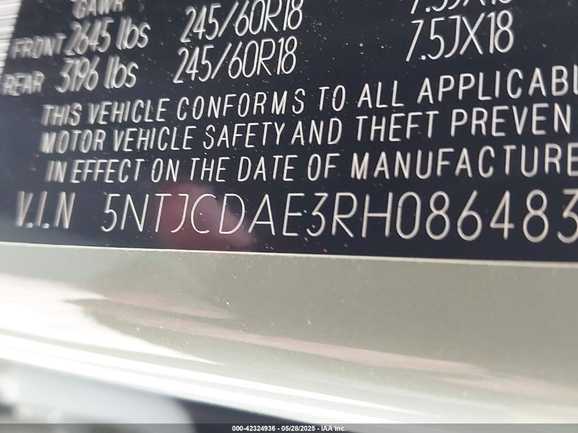 GAWR
FRONT 2645 lbs 245/60R18 7.5JX18
REAR 3196 lbs 245/60R18 7.5JX18
THIS VEHICLE CONFORMS TO ALL APPLICABL
MOTOR VEHICLE SAFETY AND THEFT PREVEN
IN EFFECT ON THE DATE OF MANUFACTURE
V.I.N 5NTJCDAE3RH086483
000-42324936 - 05/28/2025 - IAA Inc.